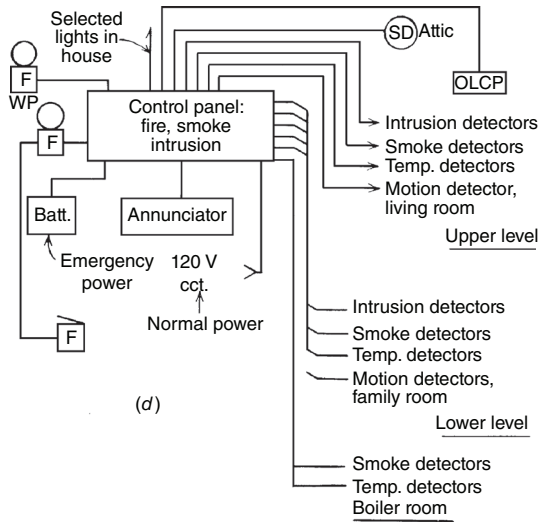 Selected
lights in
house
SD Attic
F
WP
OLCP
F
Control panel:
fire, smoke
intrusion
Intrusion detectors
Smoke detectors
Temp. detectors
Motion detector,
living room
Upper level
Batt.
Annunciator
Emergency
power
120 V
cct.
Normal power
F
Intrusion detectors
Smoke detectors
Temp. detectors
Motion detectors,
family room
Lower level
(d)
Smoke detectors
Temp. detectors
Boiler room